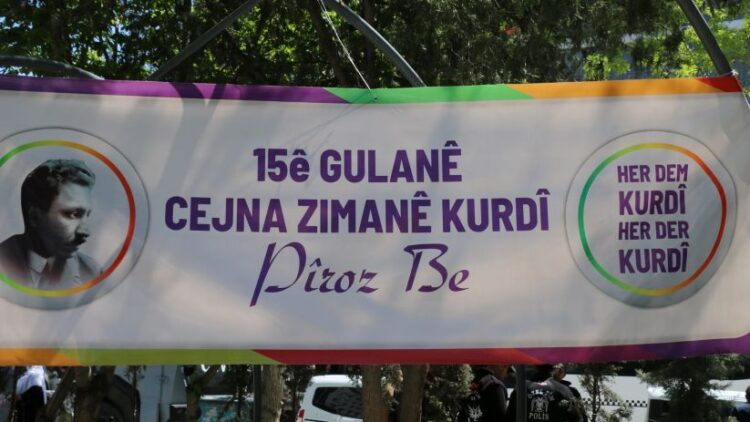 15ê GULANÊ
CEJNA ZIMANÊ KURDÎ
Pîroz Be
HER DEM
KURDÎ
HER DER
KURDÎ
POLİS